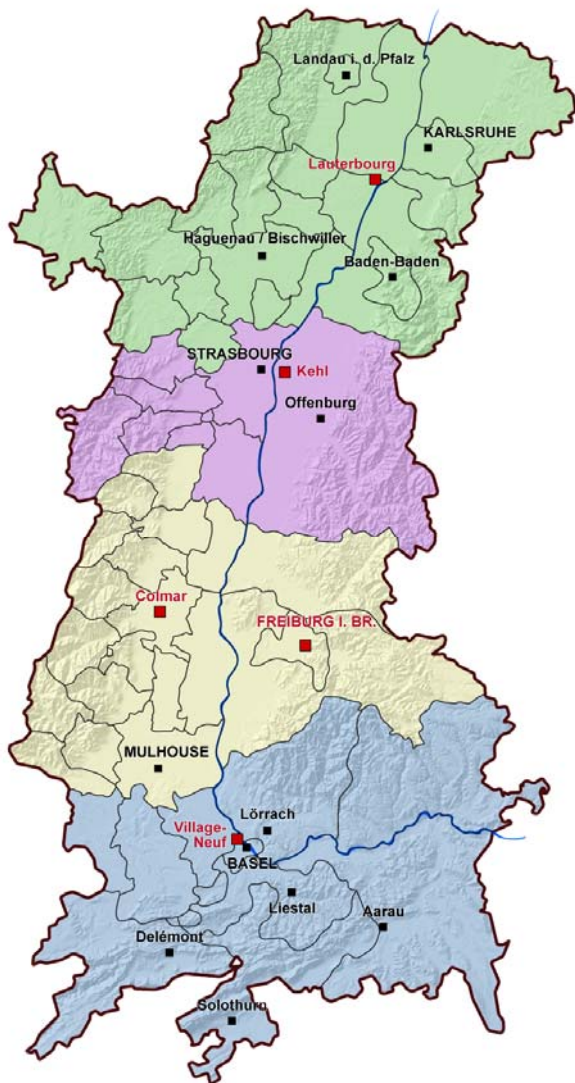 Landau i. d. Pfalz
KARLSRUHE
Lauterbourg
Haguenau / Bischwiller
Baden-Baden
STRASBOURG
Kehl
Offenburg
Colmar
FREIBURG I. BR.
MULHOUSE
Lörrach
Village-
Neuf
BASEL
Liestal
Aarau
Delémont
Solothurn